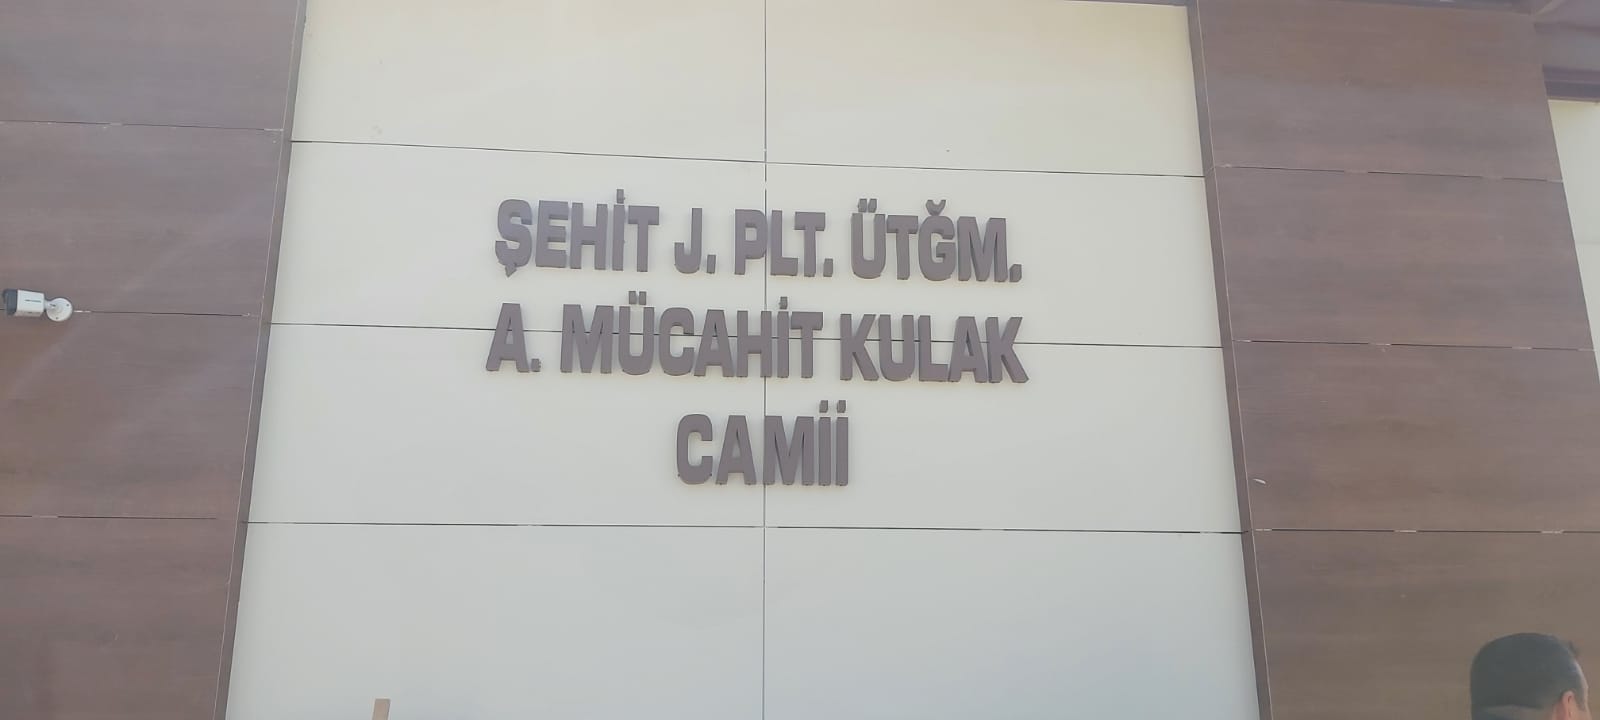 ŞEHİT J. PLT. ÜTĞM.
A. MÜCAHİT KULAK
CAMİİ